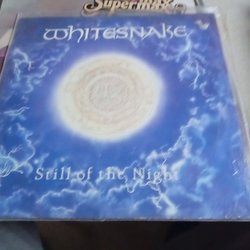 Supermax
WHITESNAKE
Still of the Night